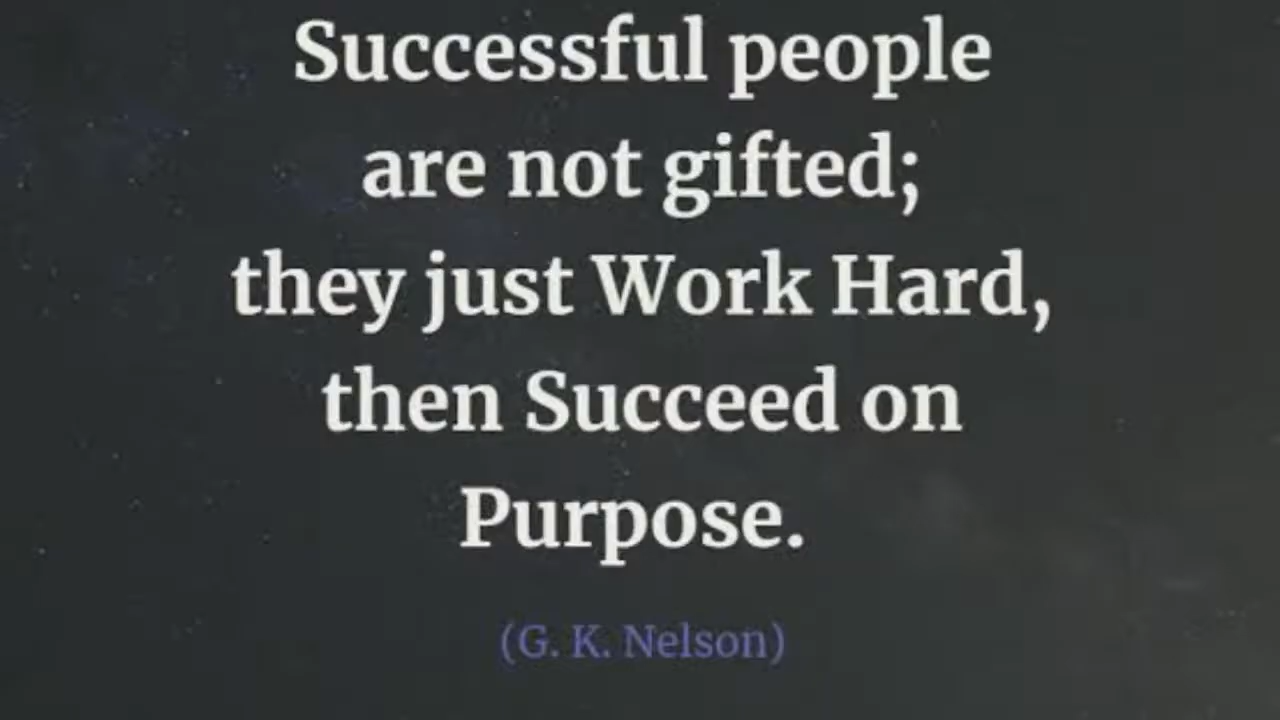 Successful people
are not gifted;
they just Work Hard,
then Succeed on
Purpose.
(G. K. Nelson)